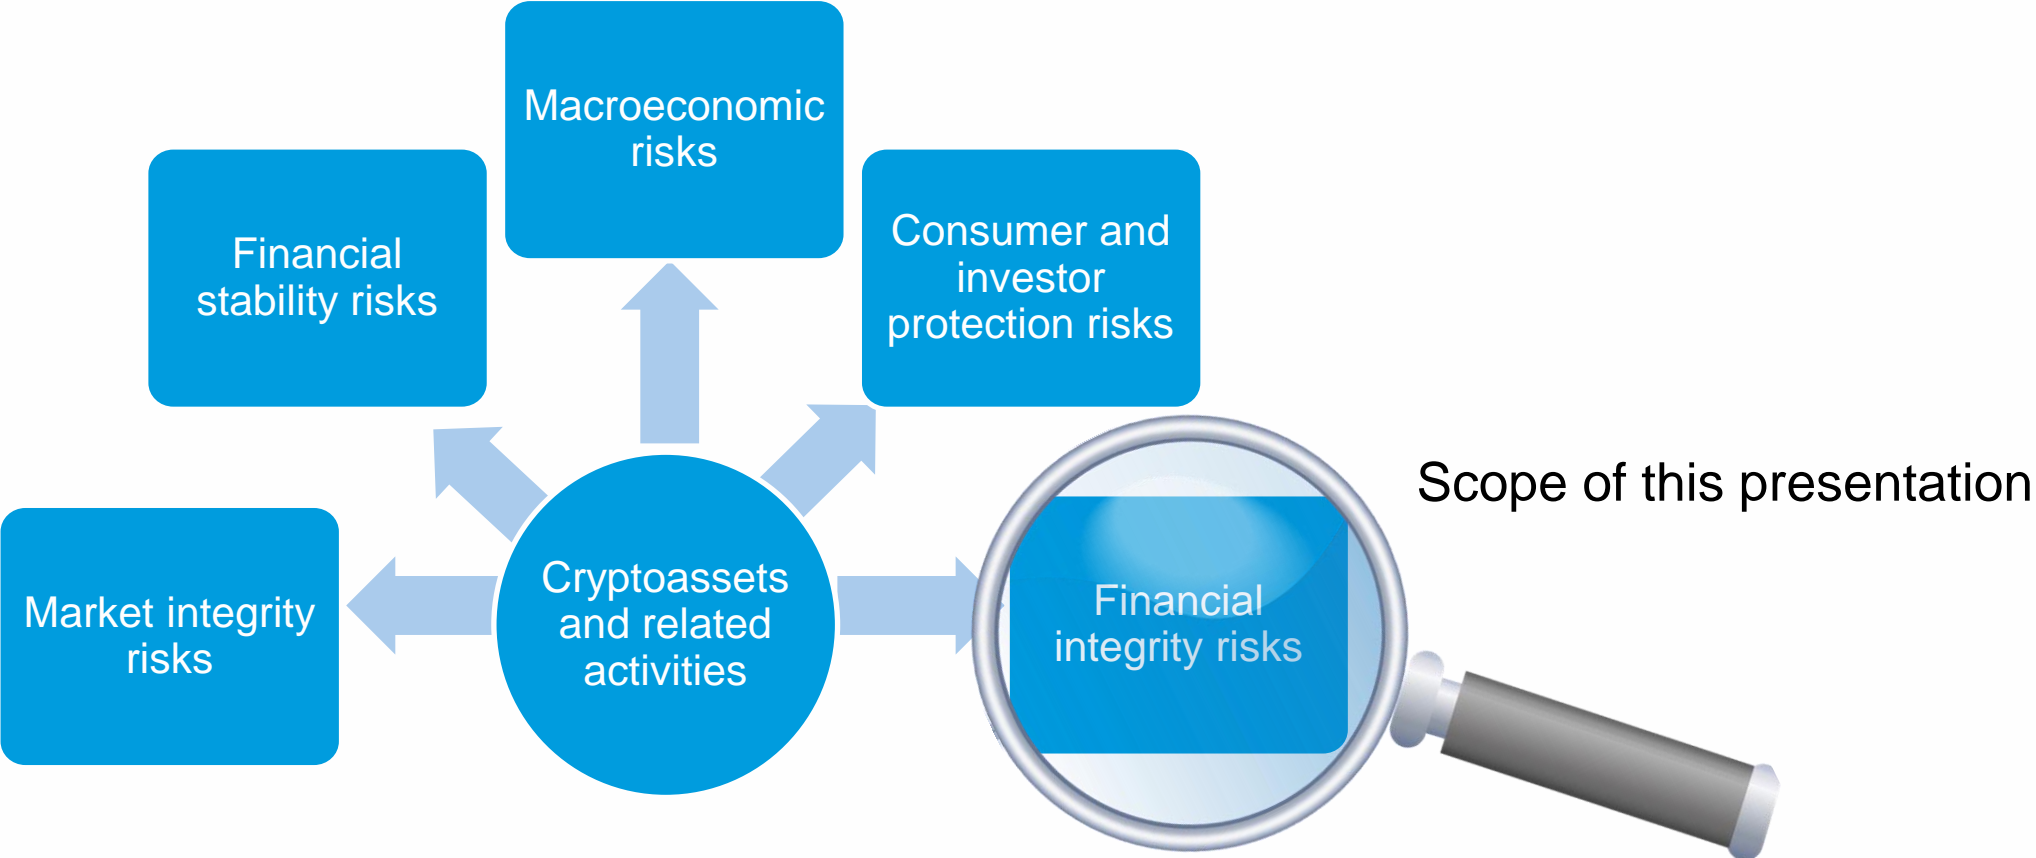 Macroeconomic
risks
Financial
stability risks
Consumer and
investor
protection risks
Scope of this presentation
Market integrity
risks
Cryptoassets
and related
activities
Financial
integrity risks